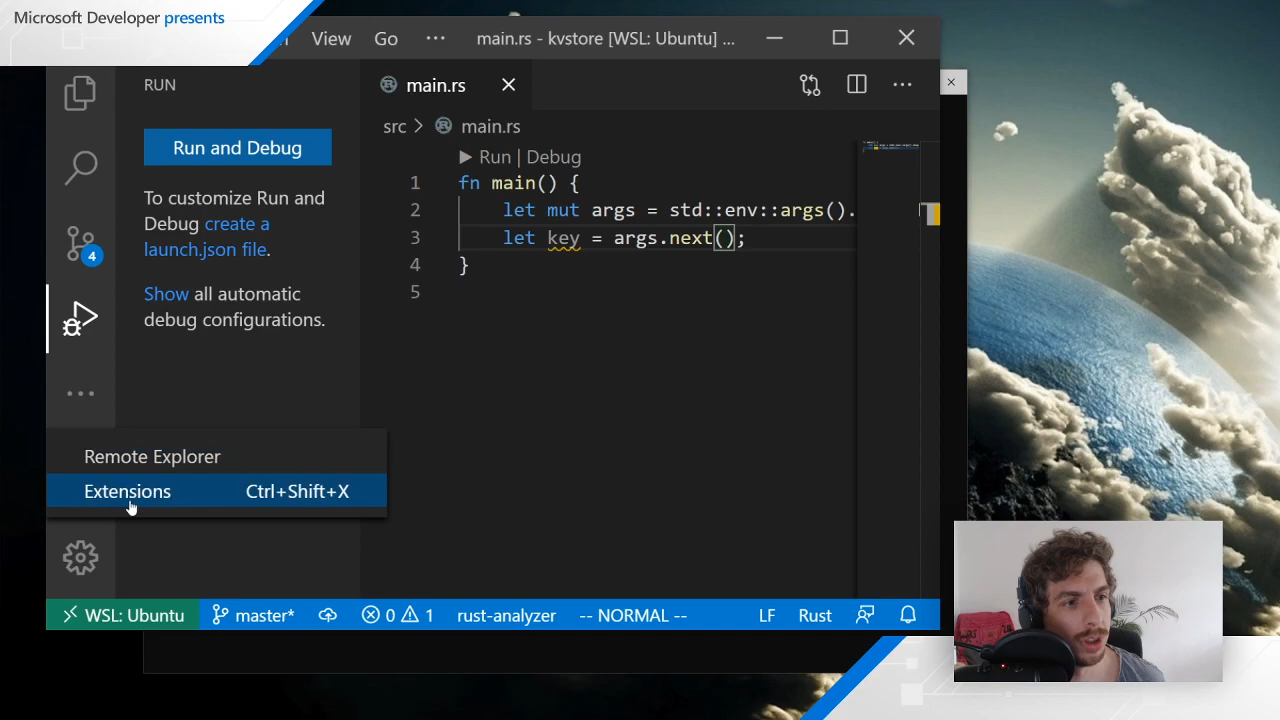 Microsoft Developer presents
View Go ··· main.rs - kvstore [WSL: Ubuntu] ...
RUN
Run and Debug
To customize Run and
Debug create a
launch.json file.
Show all automatic
debug configurations.
4
Remote Explorer
Extensions Ctrl+Shift+X
main.rs
src > main.rs
Run | Debug
1 fn main() {
2 let mut args = std::env::args().
3 let key = args.next();
4 }
5
WSL: Ubuntu master* 0 1 rust-analyzer -- NORMAL -- LF Rust